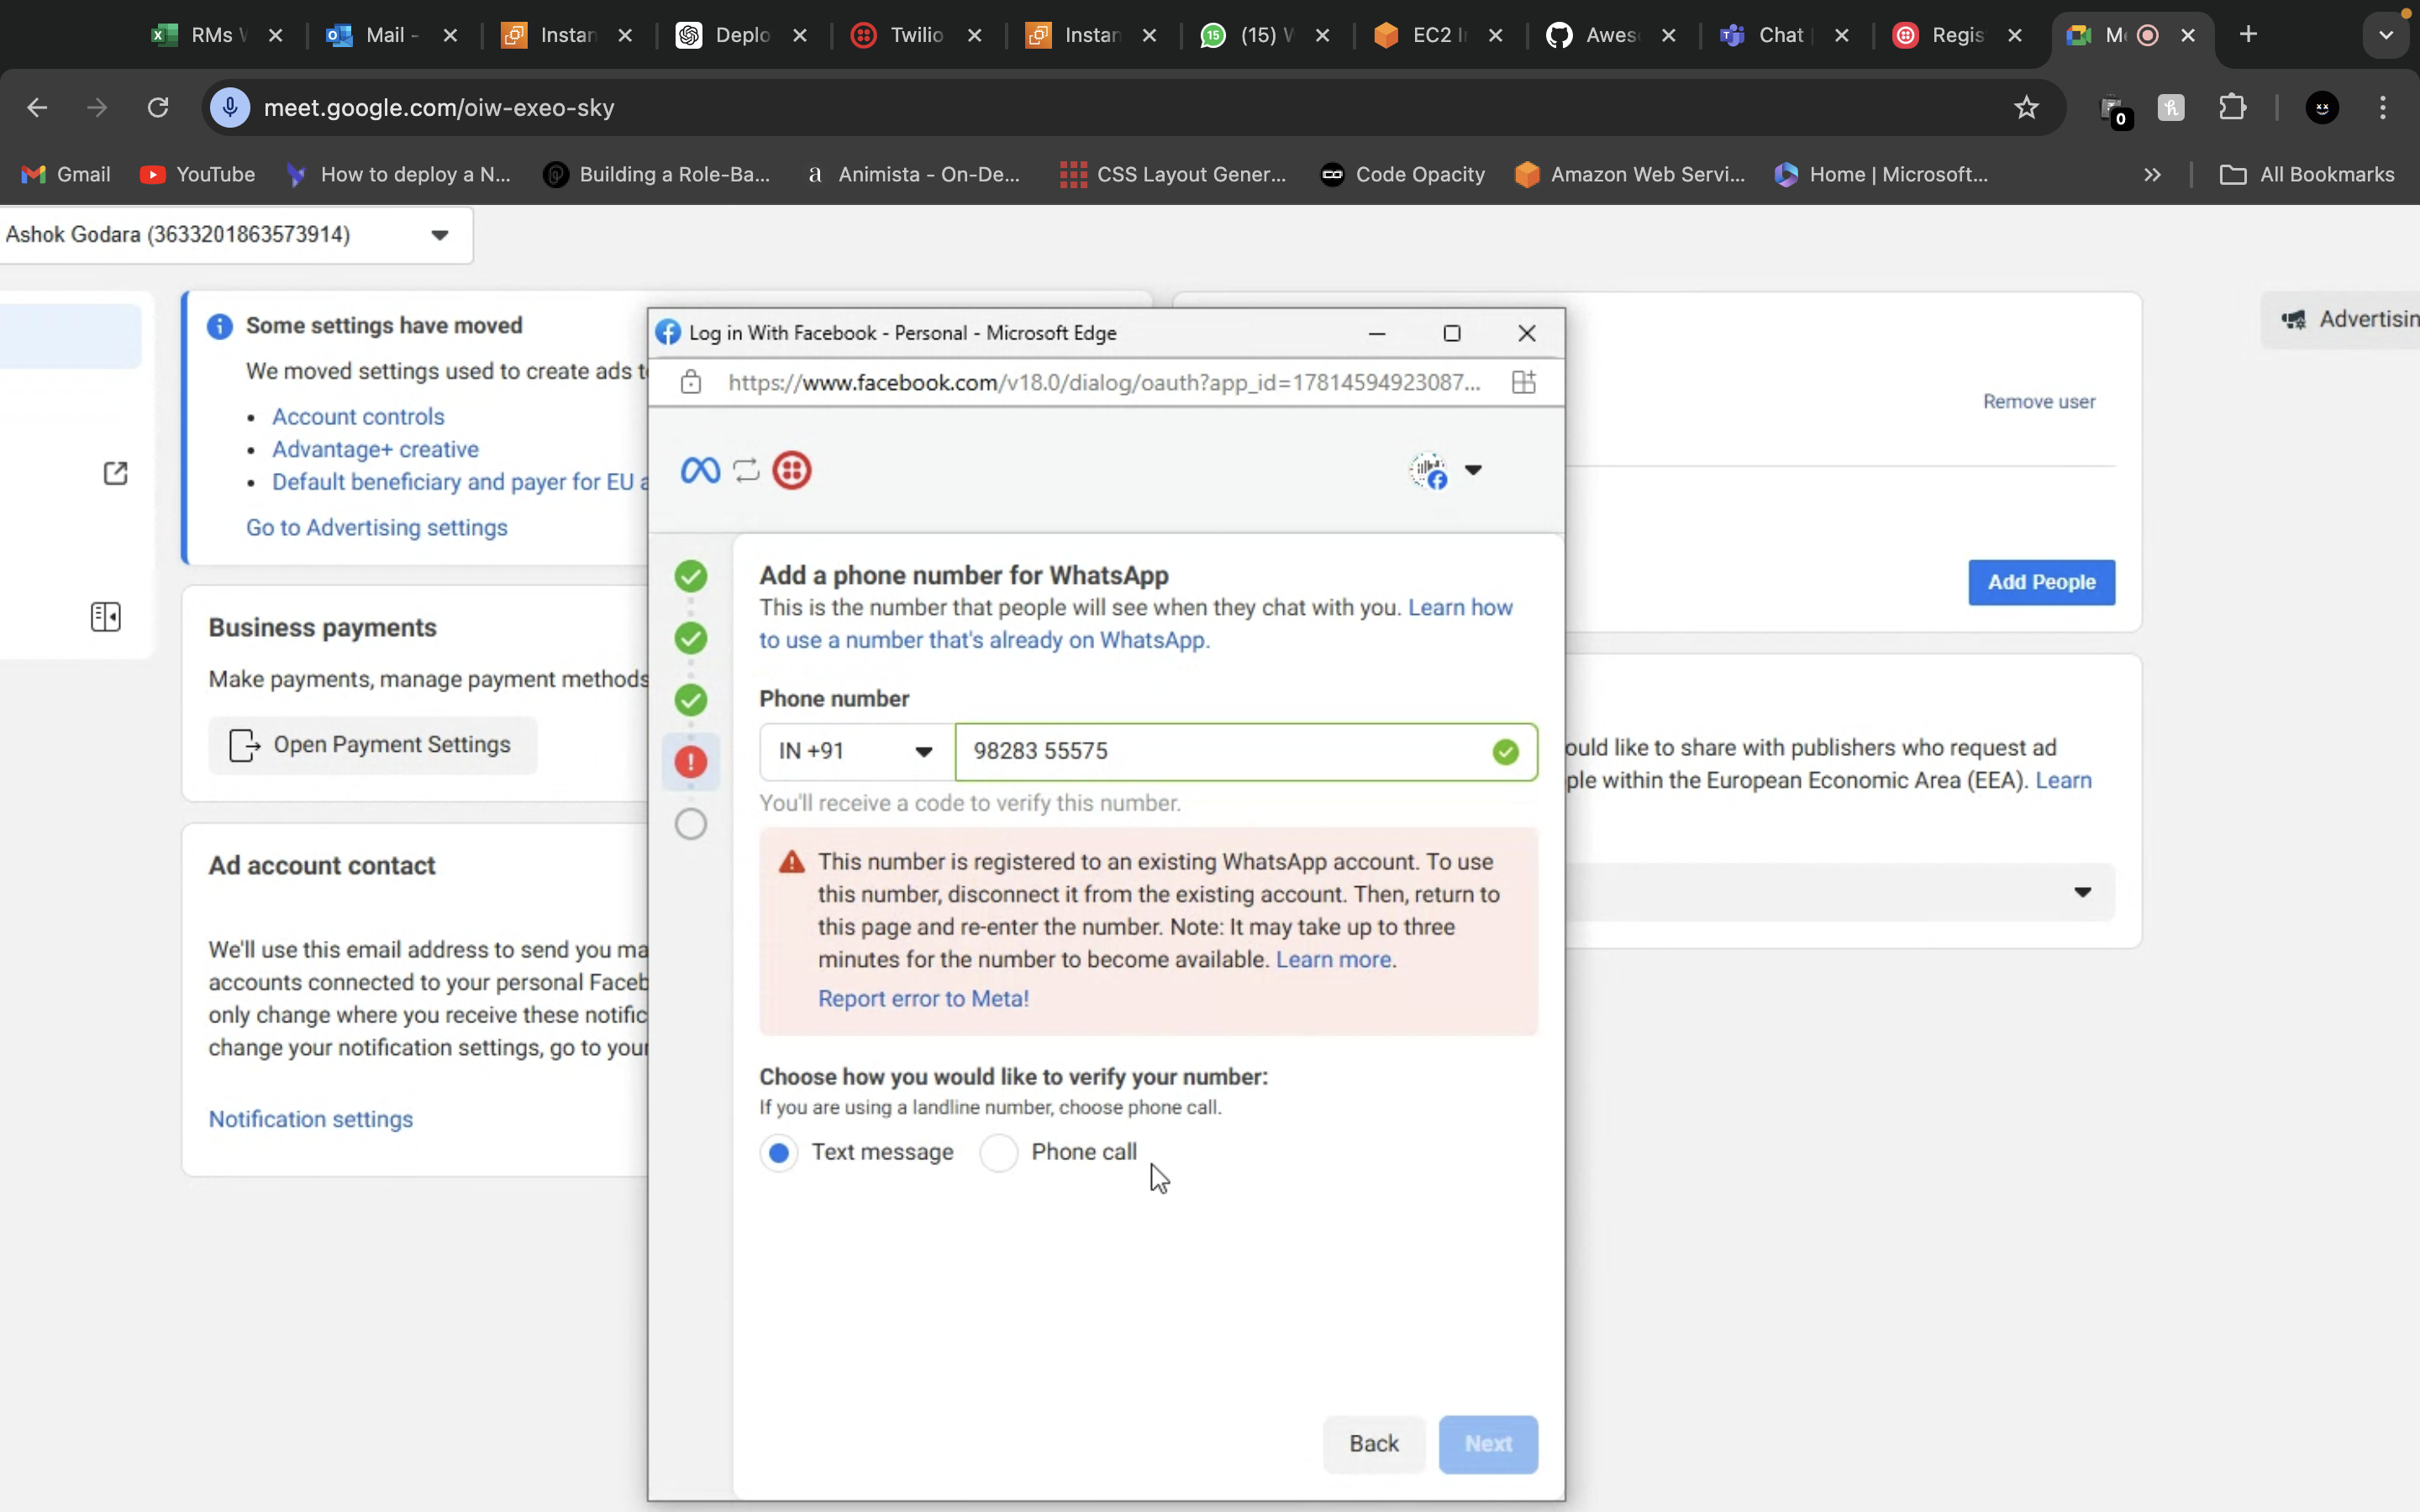 RMs
Mail -
Instan
Deplo
Twilio
Instan
15
(15)
EC2 I
Awes
Chat
Regis
meet.google.com/oiw-exeo-sky
0
Gmail
YouTube
How to deploy a N...
Building a Role-Ba...
a Animista - On-De...
CSS Layout Gener...
Code Opacity
Amazon Web Servi...
Home | Microsoft...
All Bookmarks
Ashok Godara (3633201863573914)
Some settings have moved
We moved settings used to create ads
• Account controls
• Advantage+ creative
• Default beneficiary and payer for EU
Go to Advertising settings
Business payments
Make payments, manage payment methods
Open Payment Settings
Ad account contact
We'll use this email address to send you ma
accounts connected to your personal Faceb
only change where you receive these notific
change your notification settings, go to your
Notification settings
Log in With Facebook - Personal - Microsoft Edge
https://www.facebook.com/v18.0/dialog/oauth?app_id=17814594923087...
Add a phone number for WhatsApp
This is the number that people will see when they chat with you. Learn how
to use a number that's already on WhatsApp.
Phone number
IN +91
98283 55575
You'll receive a code to verify this number.
This number is registered to an existing WhatsApp account. To use
this number, disconnect it from the existing account. Then, return to
this page and re-enter the number. Note: It may take up to three
minutes for the number to become available. Learn more.
Report error to Meta!
Choose how you would like to verify your number:
If you are using a landline number, choose phone call.
Text message
Phone call
Back
Next
Remove user
Add People
ould like to share with publishers who request ad
ple within the European Economic Area (EEA). Learn
Advertisin